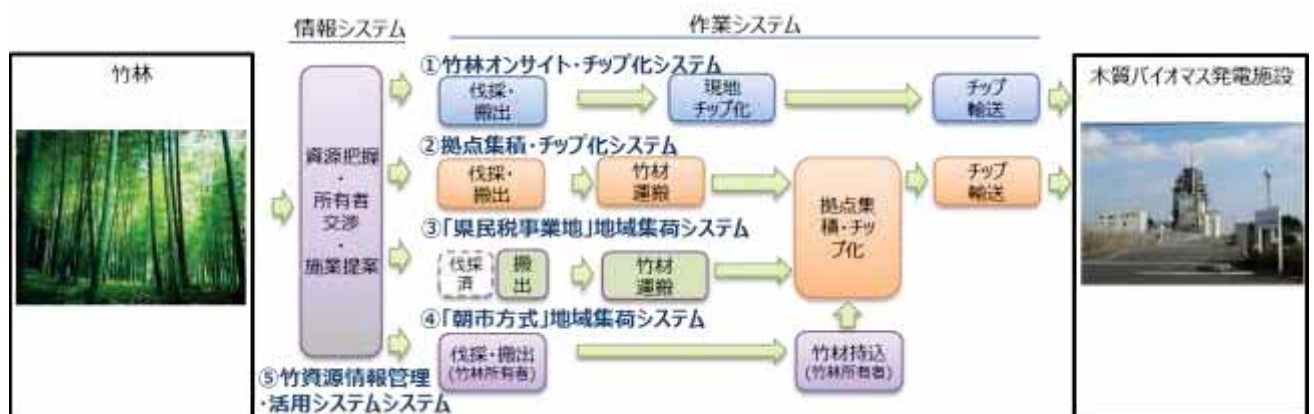 情報システム
作業システム
竹林
木質バイオマス発電施設
資源把握
・
所有者
交渉
・
施業提案
①竹林オンサイト・チップ化システム
伐採・
搬出
現地
チップ化
チップ
輸送
②拠点集積・チップ化システム
伐採・
搬出
竹材
運搬
拠点集
積・チッ
プ化
チップ
輸送
③「県民税事業地」地域集荷システム
伐採
済
搬
出
竹材
運搬
④「朝市方式」地域集荷システム
伐採・搬出
(竹林所有者)
竹材持込
(竹林所有者)
⑤竹資源情報管理
・活用システムシステム